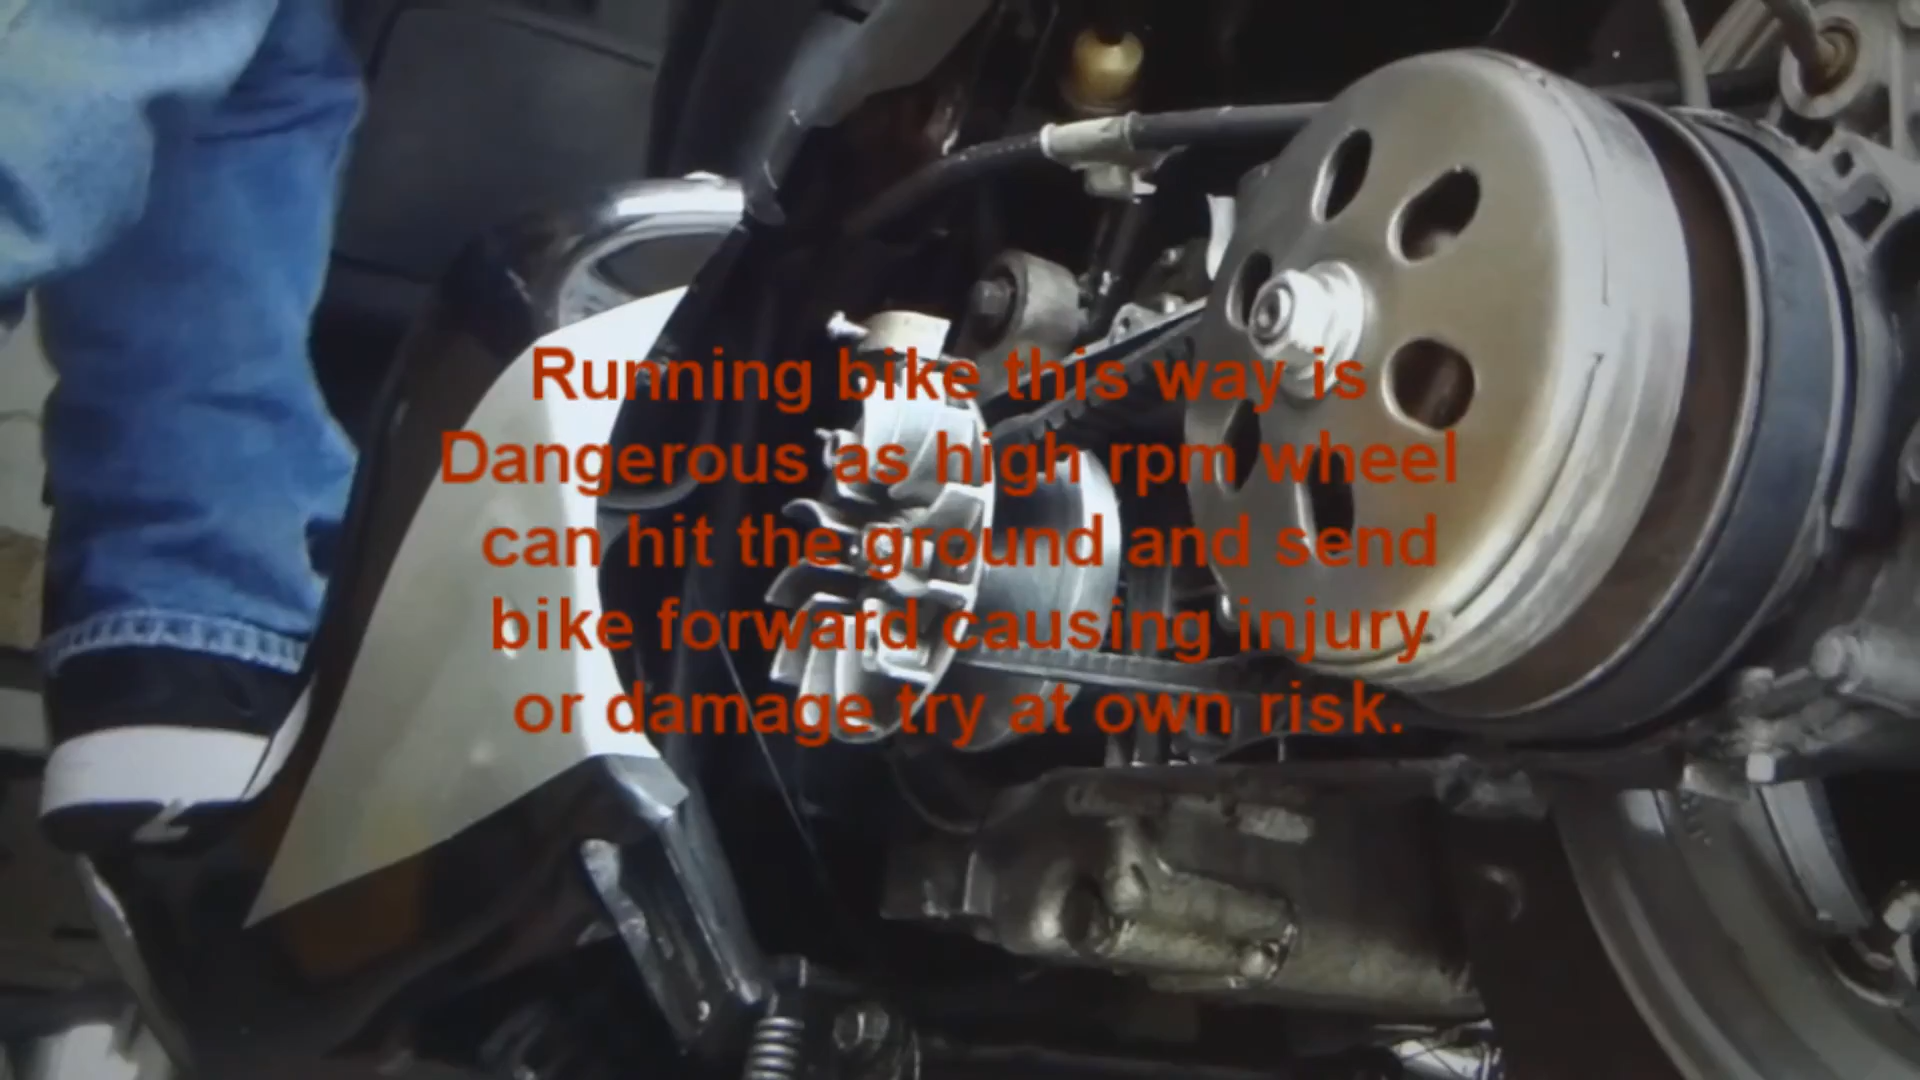 Running bike this way is
Dangerous as high rpm wheel
can hit the ground and send
bike forward causing injury
or damage try at own risk.